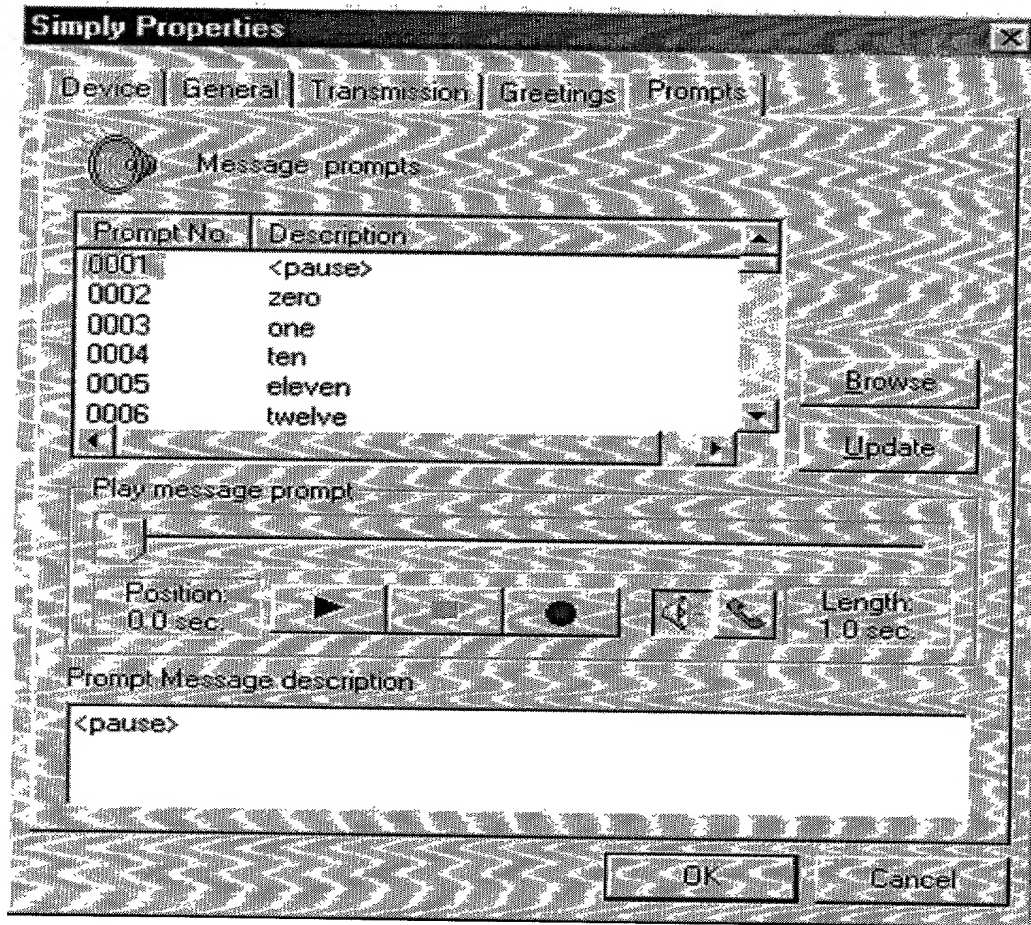 Simply Properties
Device General Transmission Greetings Prompts
Message prompts
Prompt No. Description
0001 <pause>
0002 zero
0003 one
0004 ten
0005 eleven
0006 twelve
Browse
Update
Play message prompt
Position:
0.0 sec.
Length:
1.0 sec.
Prompt Message description
<pause>
OK Cancel